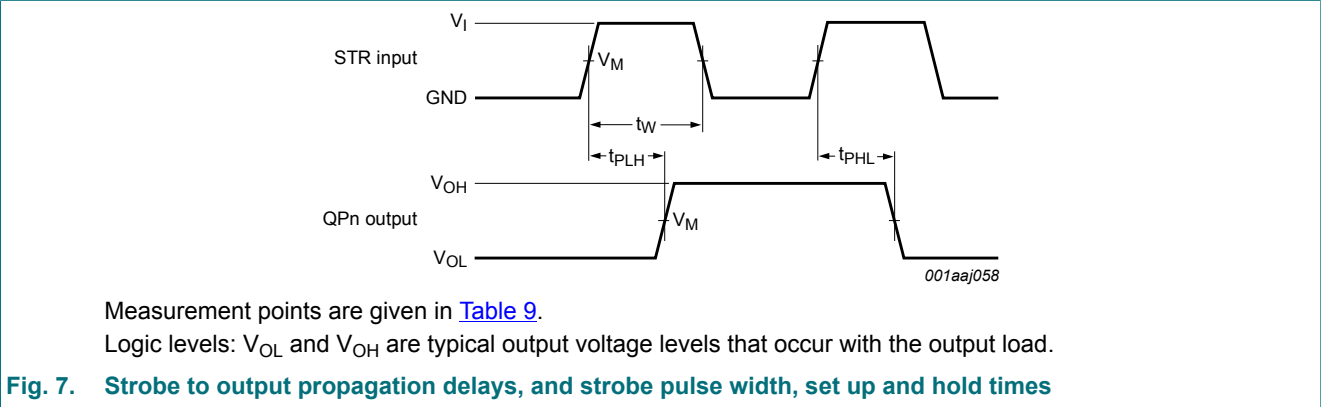 V_I
STR input
V_M
GND
t_W
t_PLH
t_PHL
V_OH
QPn output
V_M
V_OL
001aaj058
Measurement points are given in Table 9.
Logic levels: V_OL and V_OH are typical output voltage levels that occur with the output load.
Fig. 7. Strobe to output propagation delays, and strobe pulse width, set up and hold times